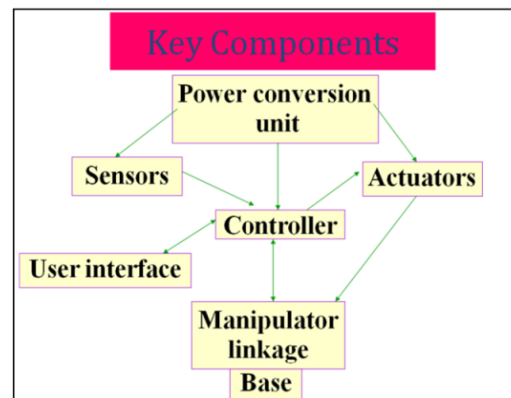 Key Components
Power conversion
unit
Sensors
Actuators
Controller
User interface
Manipulator
linkage
Base